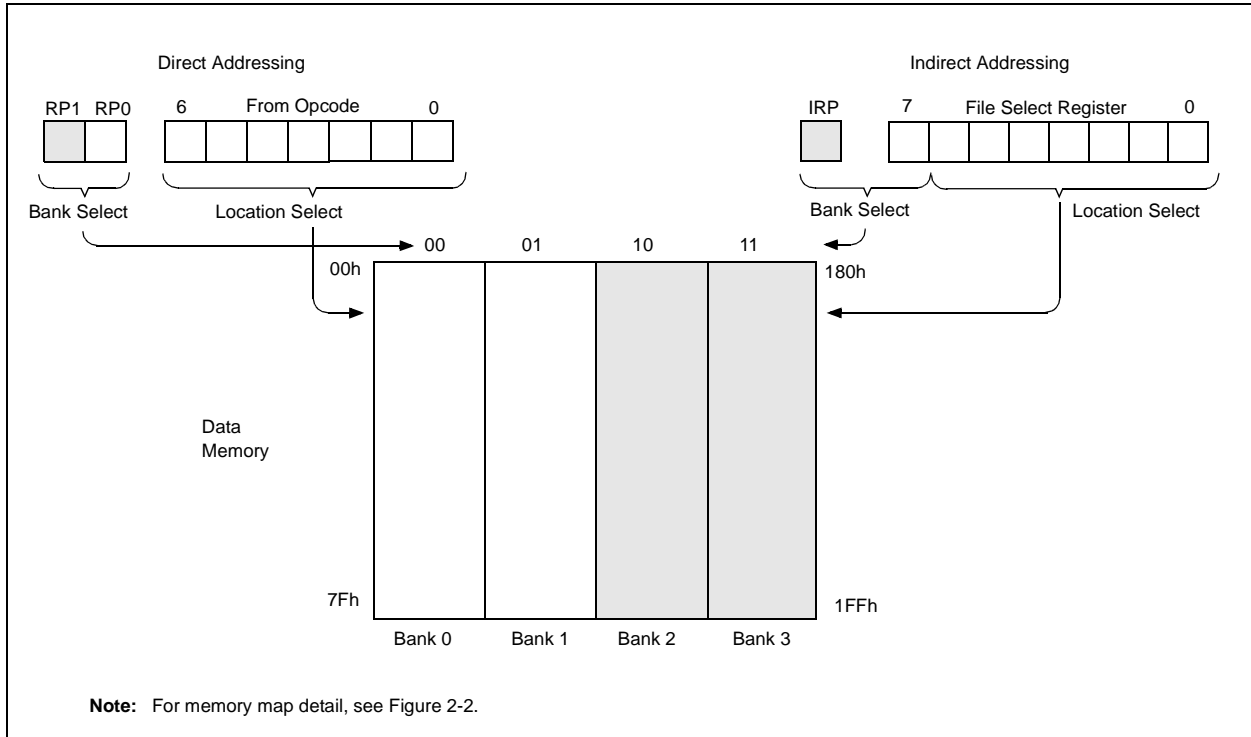 Direct Addressing
Indirect Addressing
RP1 RP0
6 From Opcode 0
IRP
7 File Select Register 0
Bank Select
Location Select
Bank Select
Location Select
00 01 10 11
00h
180h
Data
Memory
7Fh
1FFh
Bank 0 Bank 1 Bank 2 Bank 3
Note: For memory map detail, see Figure 2-2.